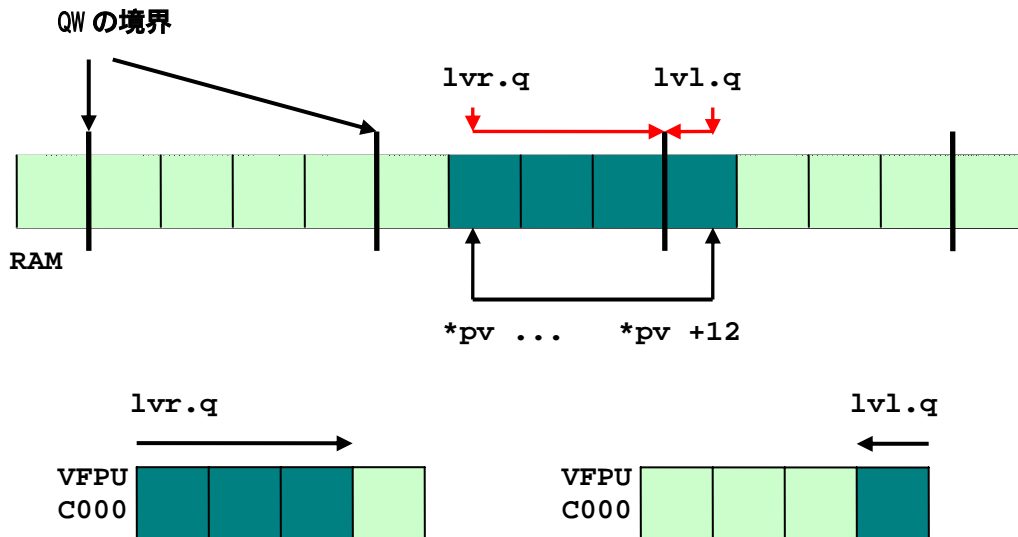 QW の境界
lvr.q lvl.q
RAM
*pv ... *pv +12
lvr.q lvl.q
VFPU VFPU
C000 C000